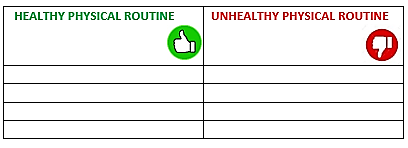 HEALTHY PHYSICAL ROUTINE
UNHEALTHY PHYSICAL ROUTINE